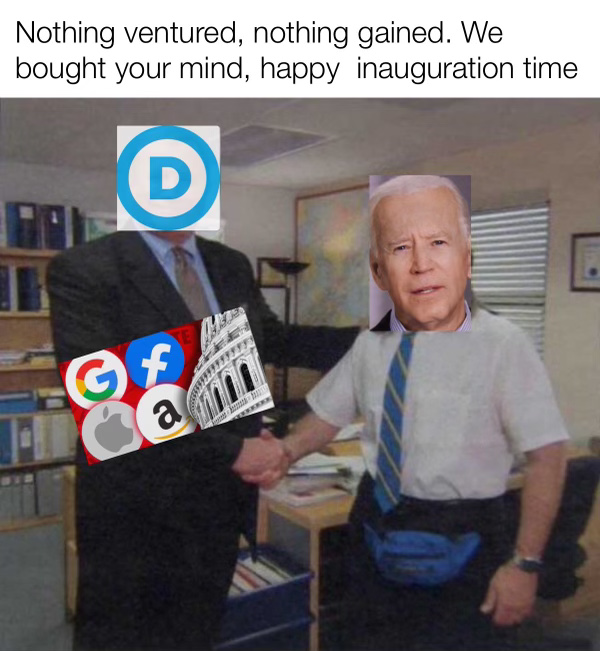 Nothing ventured, nothing gained. We
bought your mind, happy  inauguration time
D
G f
a